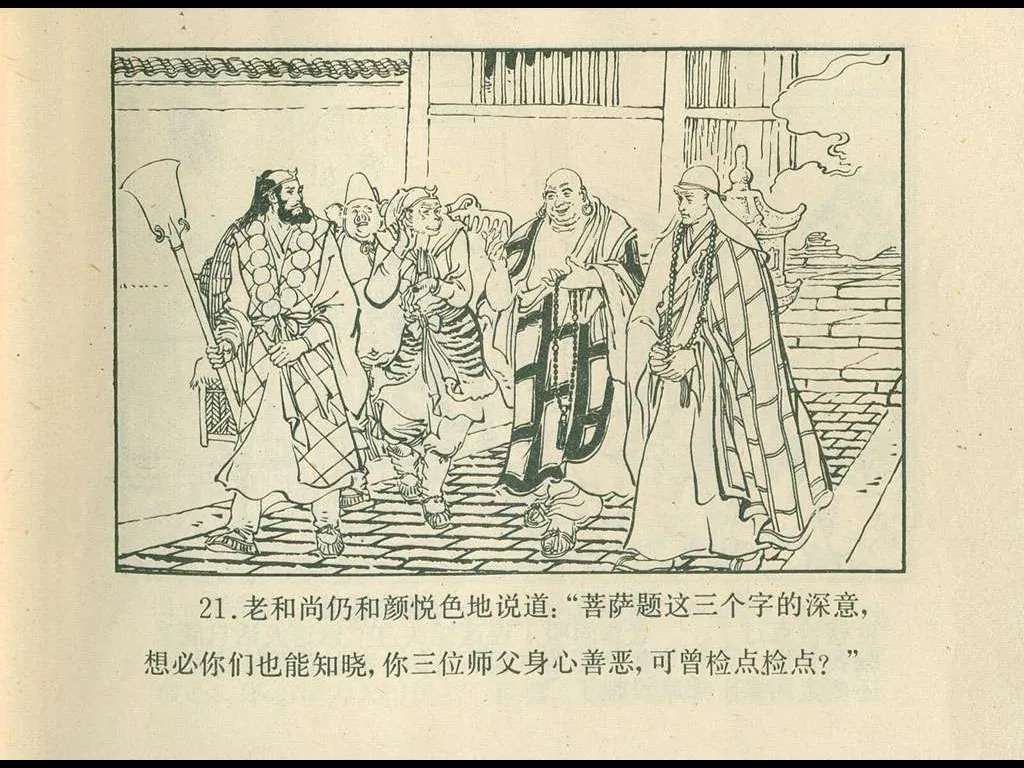 21.老和尚仍和颜悦色地说道:“菩萨题这三个字的深意,
想必你们也能知晓,你三位师父身心善恶,可曾检点检点?”